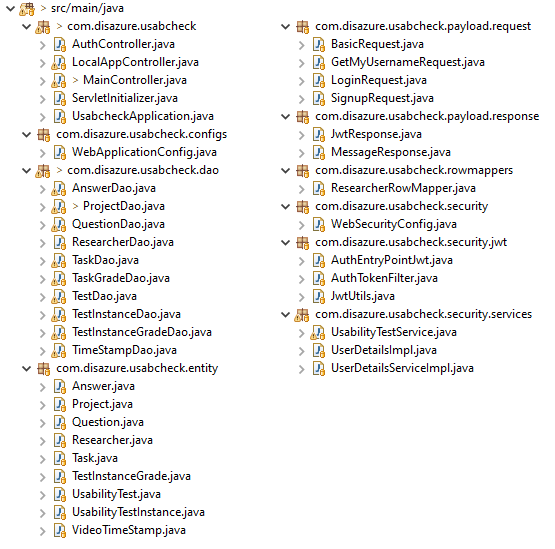 > src/main/java
> com.disazure.usabcheck
AuthController.java
LocalAppController.java
> MainController.java
ServletInitializer.java
UsabcheckApplication.java
com.disazure.usabcheck.configs
WebApplicationConfig.java
> com.disazure.usabcheck.dao
AnswerDao.java
> ProjectDao.java
QuestionDao.java
ResearcherDao.java
TaskDao.java
TaskGradeDao.java
TestDao.java
TestInstanceDao.java
TestInstanceGradeDao.java
TimeStampDao.java
com.disazure.usabcheck.entity
Answer.java
Project.java
Question.java
Researcher.java
Task.java
TestInstanceGrade.java
UsabilityTest.java
UsabilityTestInstance.java
VideoTimeStamp.java
com.disazure.usabcheck.payload.request
BasicRequest.java
GetMyUsernameRequest.java
LoginRequest.java
SignupRequest.java
com.disazure.usabcheck.payload.response
JwtResponse.java
MessageResponse.java
com.disazure.usabcheck.rowmappers
ResearcherRowMapper.java
com.disazure.usabcheck.security
WebSecurityConfig.java
com.disazure.usabcheck.security.jwt
AuthEntryPointJwt.java
AuthTokenFilter.java
JwtUtils.java
com.disazure.usabcheck.security.services
UsabilityTestService.java
UserDetailsImpl.java
UserDetailsServiceImpl.java